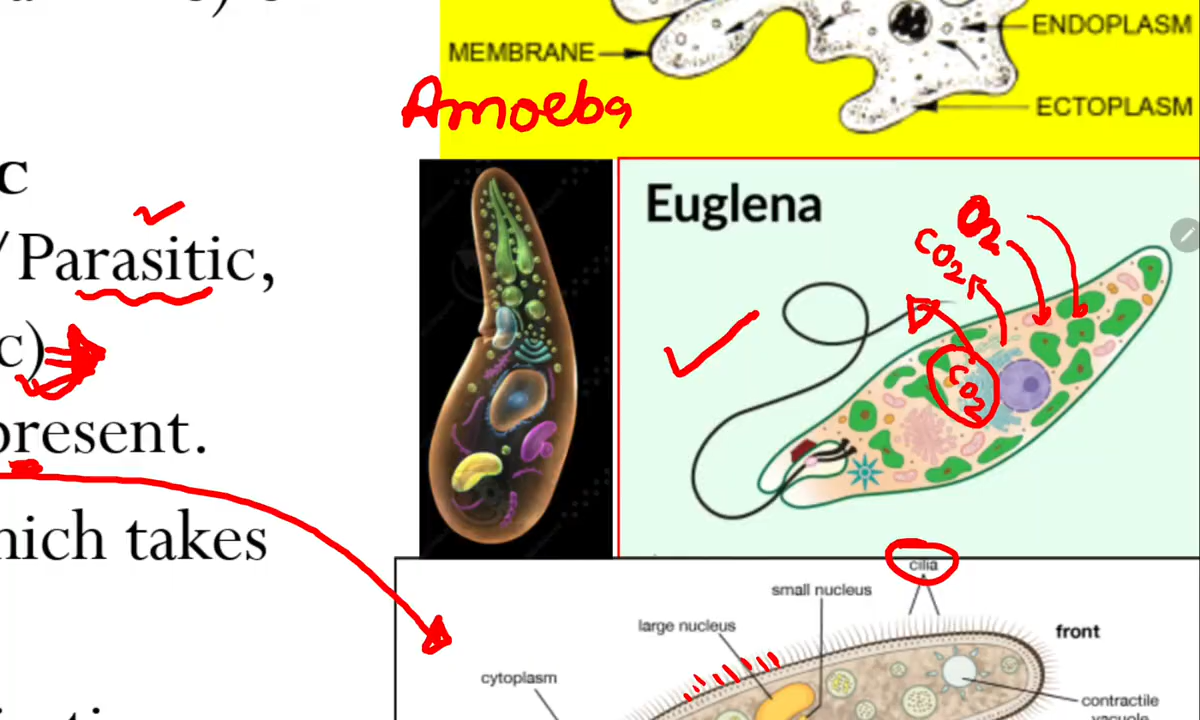 MEMBRANE
ENDOPLASM
ECTOPLASM
Amoeba
c
/ Parasitic,
c)
present.
which takes
Euglena
O2
CO2
CO2
cilia
small nucleus
large nucleus
front
cytoplasm
contractile
vacuole